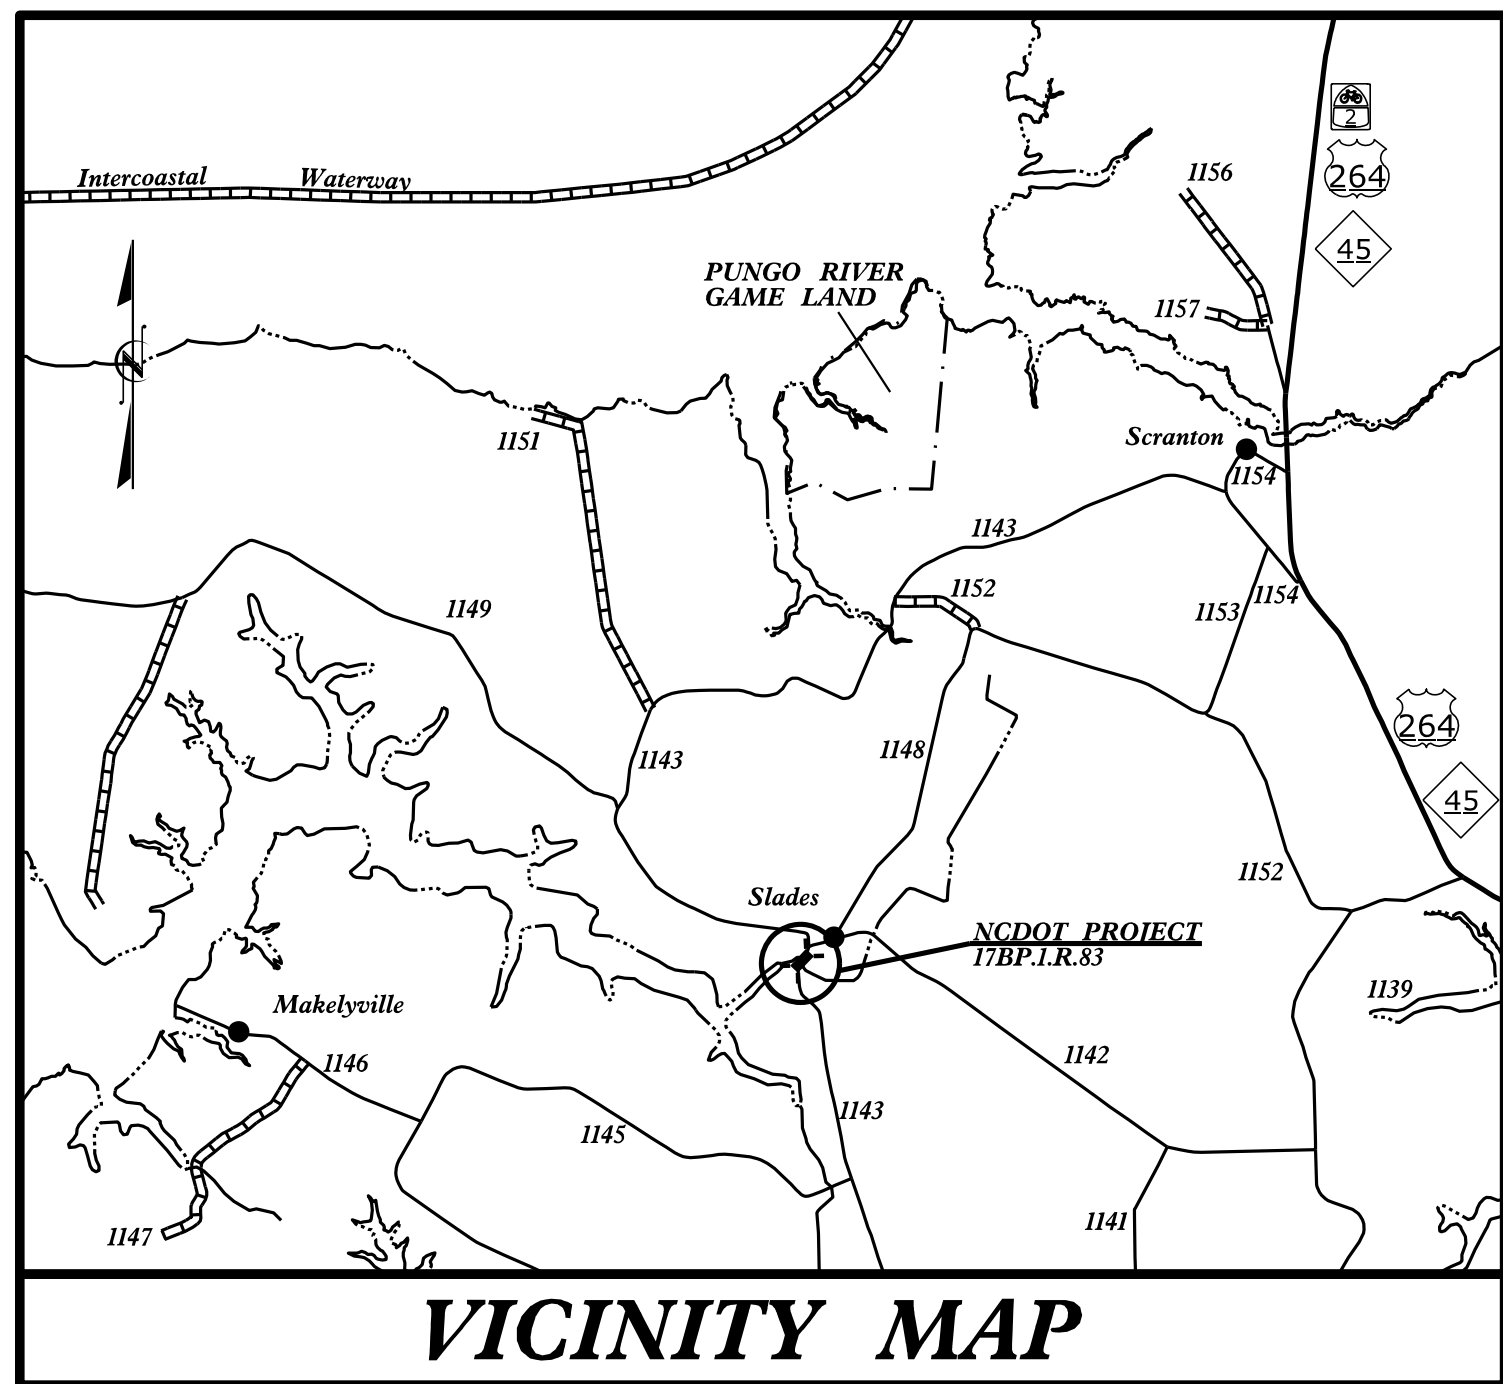 2
Intercoastal Waterway
1156
264
45
PUNGO RIVER
GAME LAND
1157
N
1151
Scranton
1154
1143
1152
1149
1153
1154
264
1143
1148
45
1152
Slades
NCDOT PROJECT
17BP.1.R.83
1139
Makelyville
1146
1142
1143
1145
1141
1147
VICINITY MAP